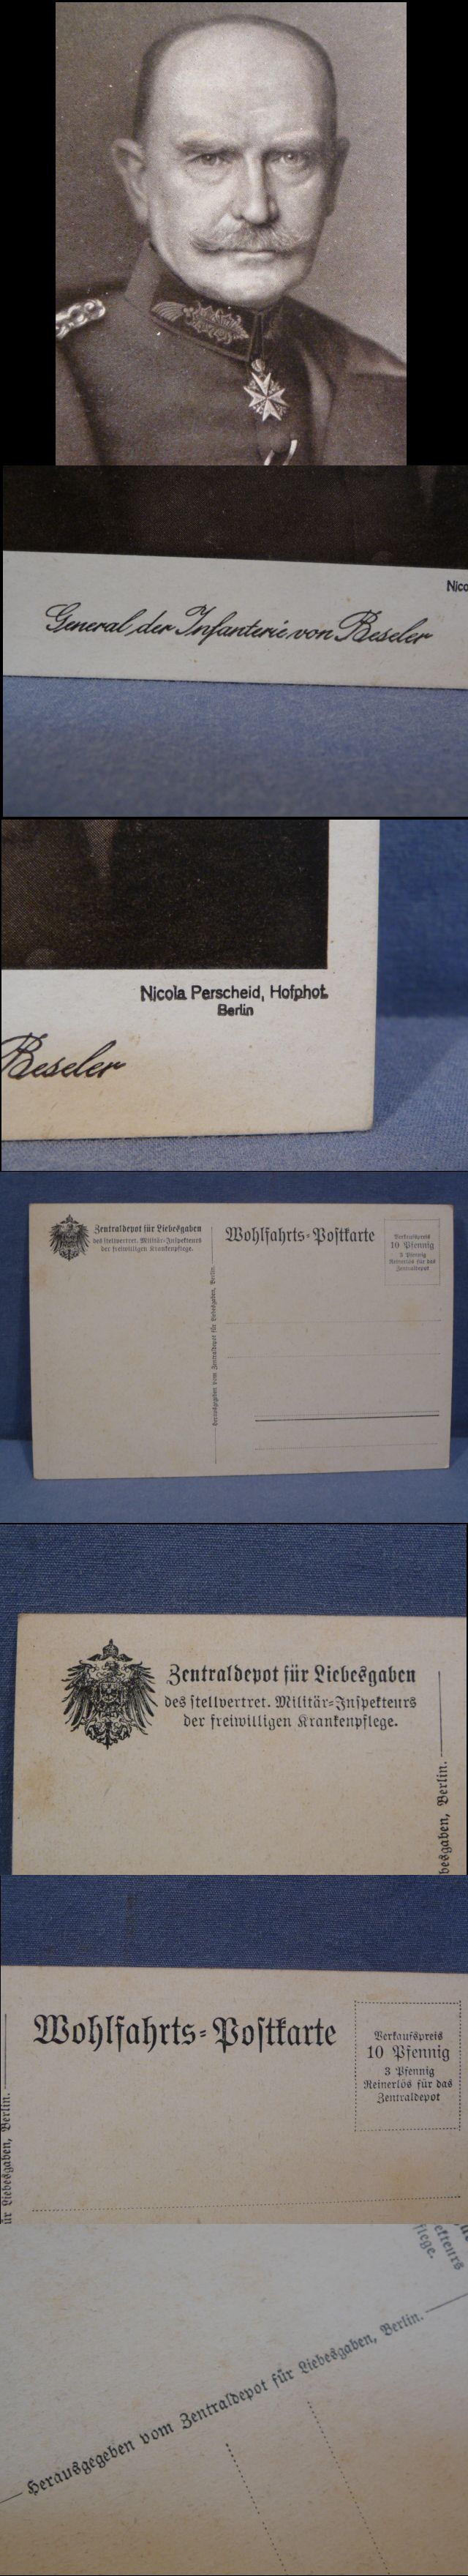 Nico
General der Infanterie von Beseler
Nicola Perscheid, Hofphot.
Berlin
Beseler
Zentraldepot für Liebesgaben
des stellvertret. Militär-Inspekteurs
der freiwilligen Krankenpflege.
Herausgegeben vom Zentraldepot für Liebesgaben, Berlin.
Wohlfahrts-Postkarte
Verkaufspreis
10 Pfennig
3 Pfennig
Reinerlös für das
Zentraldepot
Zentraldepot für Liebesgaben
des stellvertret. Militär-Inspekteurs
der freiwilligen Krankenpflege.
besgaben, Berlin.
Wohlfahrts-Postkarte
Verkaufspreis
10 Pfennig
3 Pfennig
Reinerlös für das
Zentraldepot
ür Liebesgaben, Berlin.
ekteurs
flege.
Herausgegeben vom Zentraldepot für Liebesgaben, Berlin.